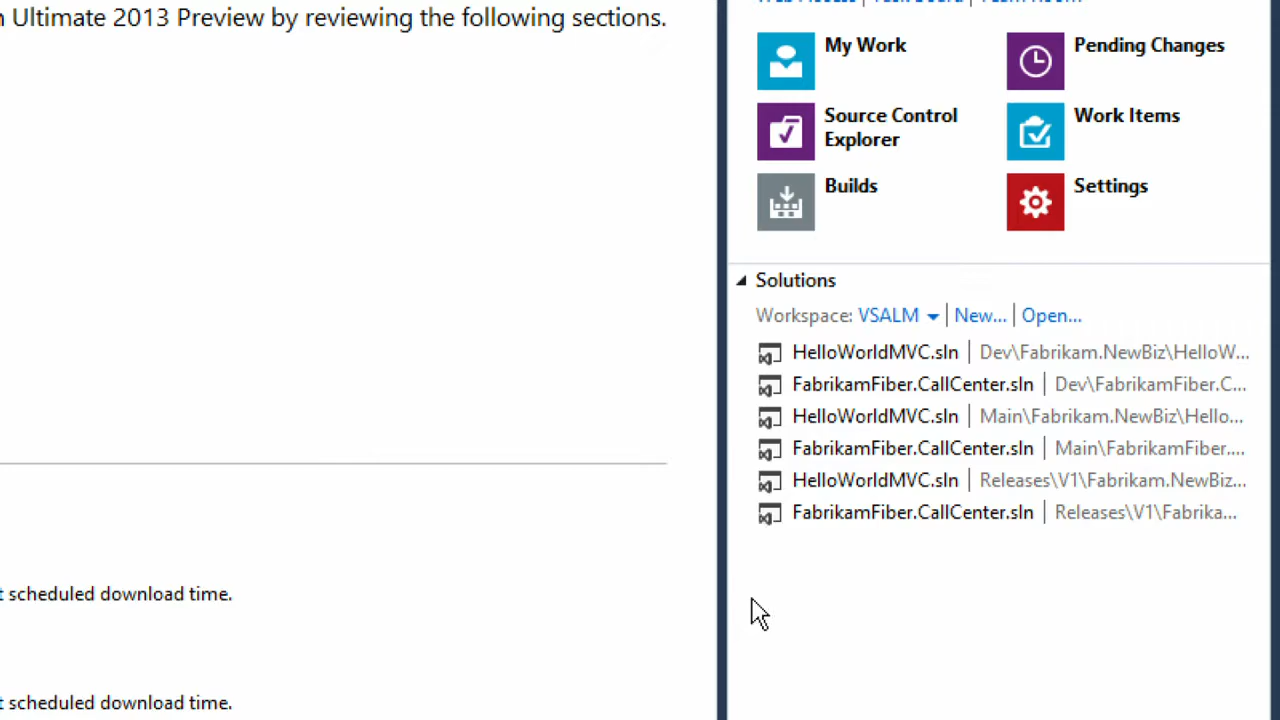 Ultimate 2013 Preview by reviewing the following sections.
scheduled download time.
scheduled download time.
My Work
Pending Changes
Source Control
Explorer
Work Items
Builds
Settings
Solutions
Workspace: VSALM | New... | Open...
HelloWorldMVC.sln | Dev\Fabrikam.NewBiz\HelloW...
FabrikamFiber.CallCenter.sln | Dev\FabrikamFiber.C...
HelloWorldMVC.sln | Main\Fabrikam.NewBiz\Hello...
FabrikamFiber.CallCenter.sln | Main\FabrikamFiber....
HelloWorldMVC.sln | Releases\V1\Fabrikam.NewBiz...
FabrikamFiber.CallCenter.sln | Releases\V1\Fabrika...